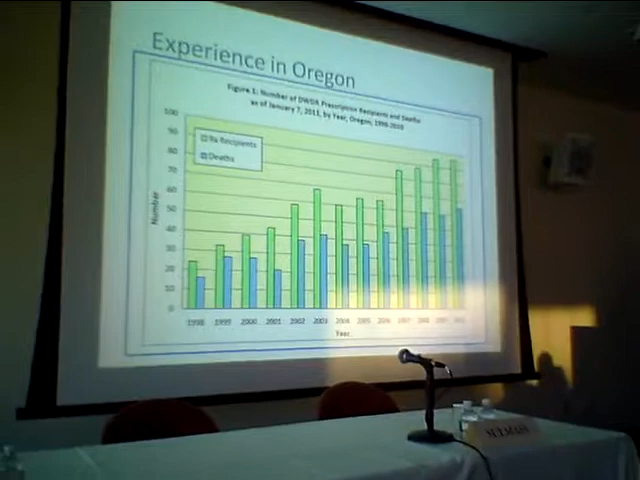 Experience in Oregon
Figure 1: Number of DWDA Prescription Recipients and Deaths
as of January 7, 2011, by Year, Oregon, 1998-2010
100
90
80
70
60
50
40
30
20
10
0
Number
Rx Recipients
Deaths
1998 1999 2000 2001 2002 2003 2004 2005 2006 2007 2008 2009 2010
Year